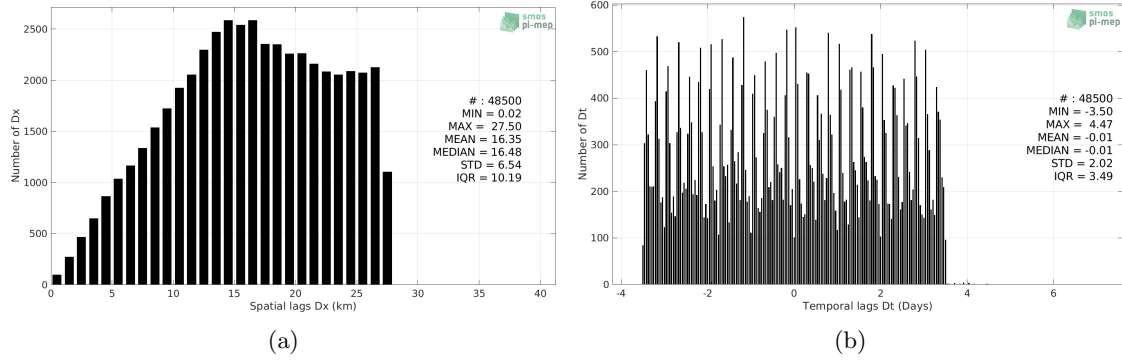 smos
pi-mep
2500
2000
1500
1000
500
0
Number of Dx
# : 48500
MIN = 0.02
MAX = 27.50
MEAN = 16.35
MEDIAN = 16.48
STD = 6.54
IQR = 10.19
0 5 10 15 20 25 30 35 40
Spatial lags Dx (km)
(a)
smos
pi-mep
600
500
400
300
200
100
0
Number of Dt
# : 48500
MIN = -3.50
MAX = 4.47
MEAN = -0.01
MEDIAN = -0.01
STD = 2.02
IQR = 3.49
-4 -2 0 2 4 6
Temporal lags Dt (Days)
(b)